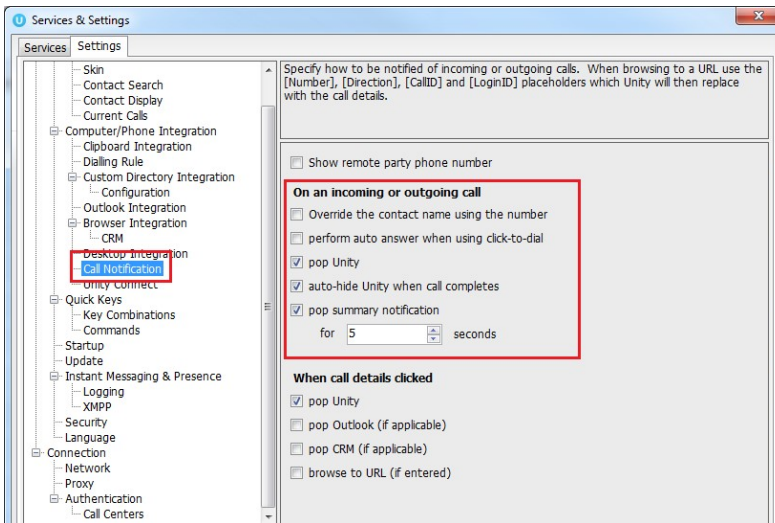 Services & Settings
Services
Settings
Skin
Contact Search
Contact Display
Current Calls
Computer/Phone Integration
Clipboard Integration
Dialling Rule
Custom Directory Integration
Configuration
Outlook Integration
Browser Integration
CRM
Desktop Integration
Call Notification
Unity Connect
Quick Keys
Key Combinations
Commands
Startup
Update
Instant Messaging & Presence
Logging
XMPP
Security
Language
Connection
Network
Proxy
Authentication
Call Centers
Specify how to be notified of incoming or outgoing calls. When browsing to a URL use the
[Number], [Direction], [CallID] and [LoginID] placeholders which Unity will then replace
with the call details.
Show remote party phone number
On an incoming or outgoing call
Override the contact name using the number
perform auto answer when using click-to-dial
pop Unity
auto-hide Unity when call completes
pop summary notification
for 5 seconds
When call details clicked
pop Unity
pop Outlook (if applicable)
pop CRM (if applicable)
browse to URL (if entered)